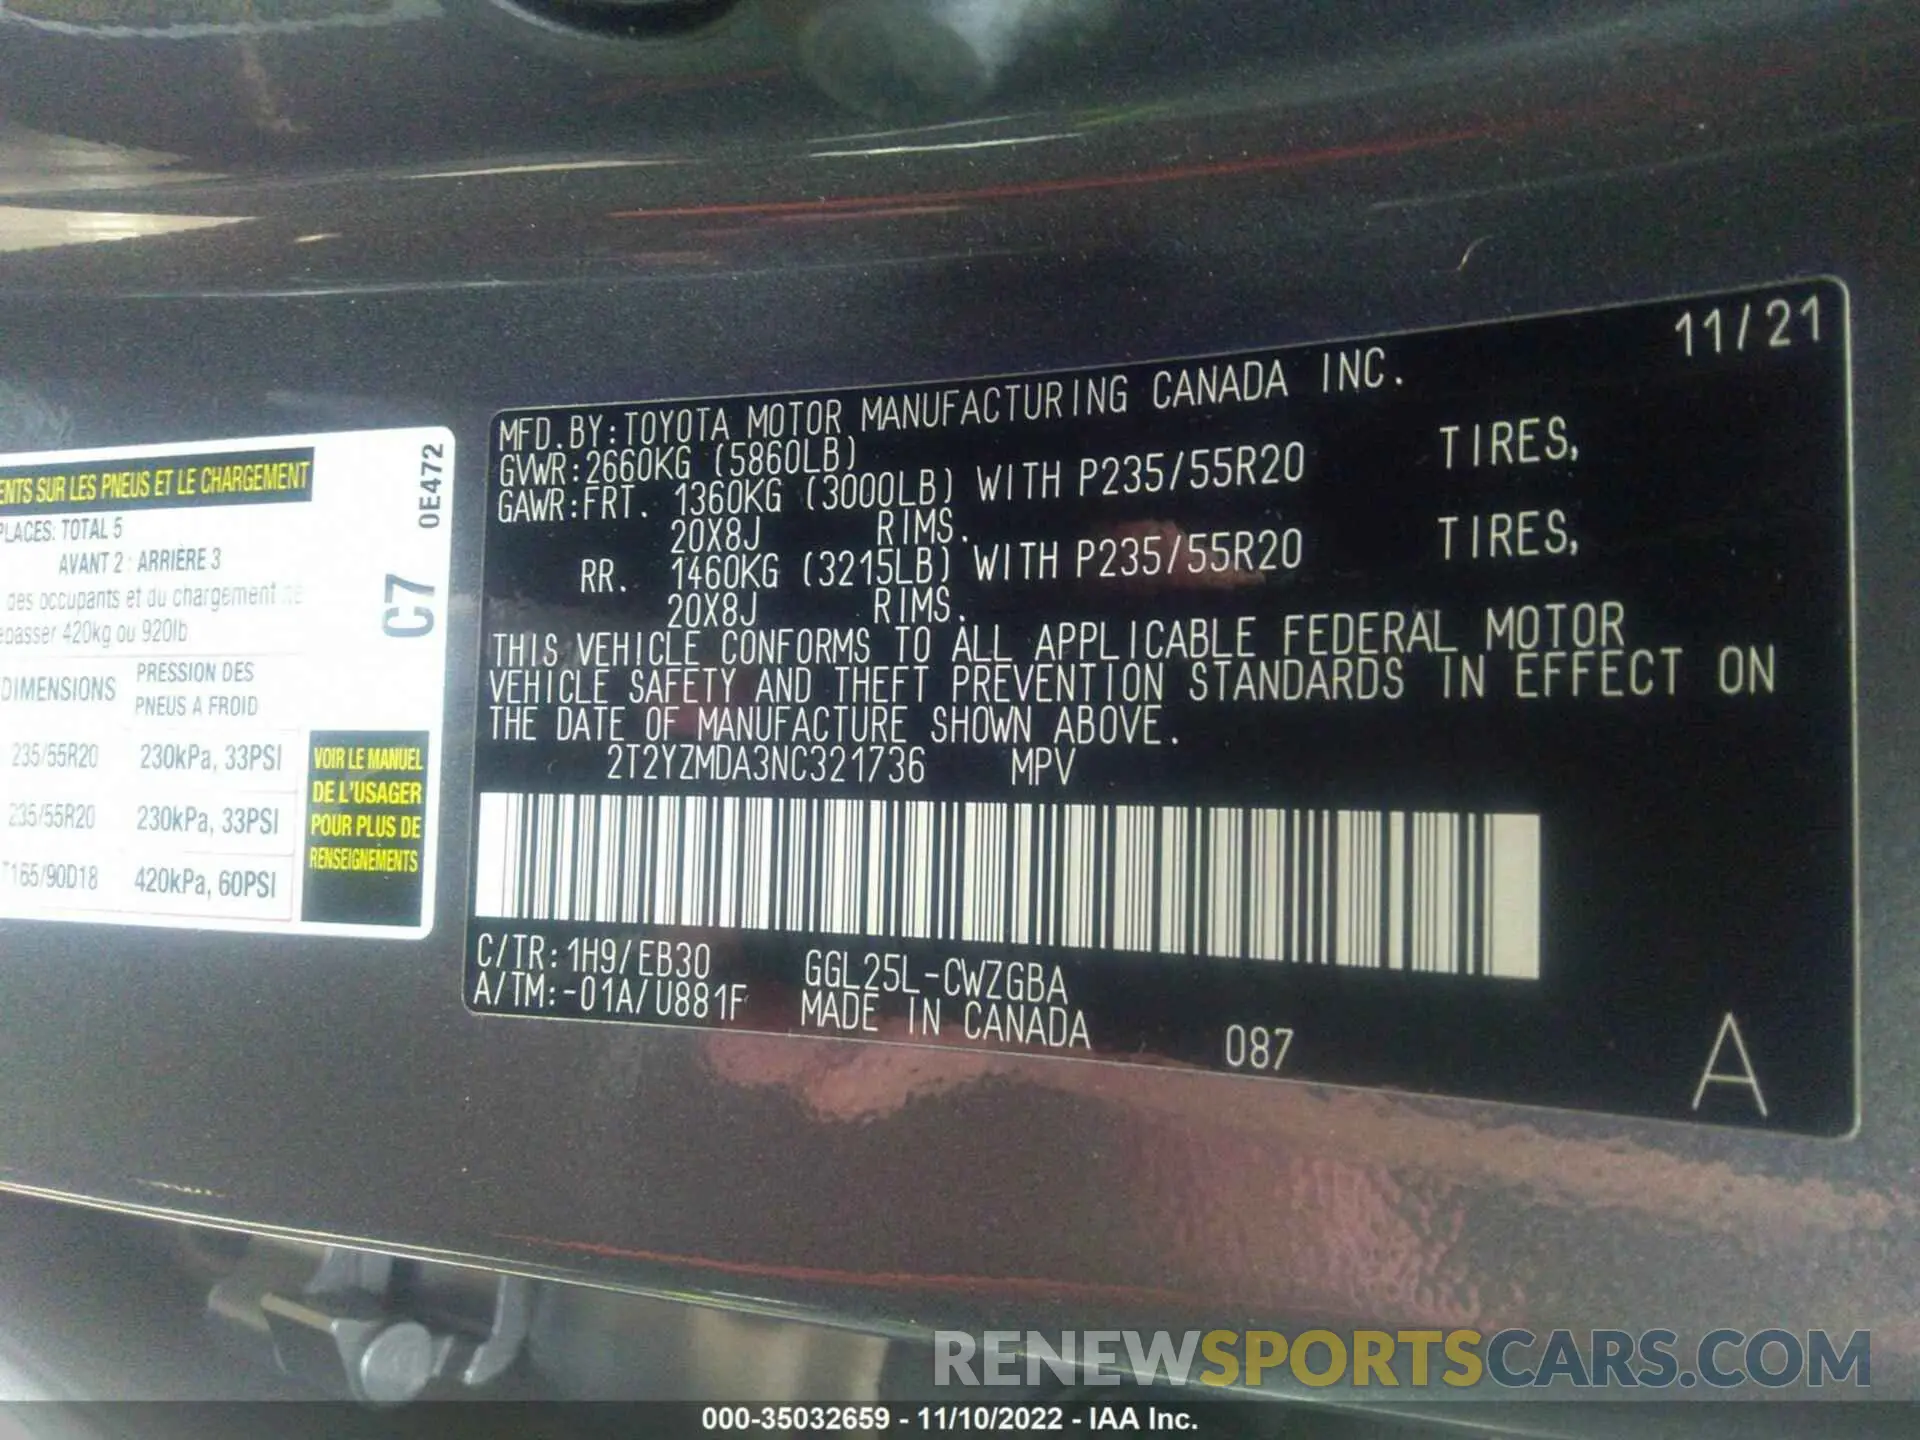 ENTS SUR LES PNEUS ET LE CHARGEMENT
PLACES: TOTAL 5
AVANT 2 : ARRIÈRE 3
des occupants et du chargement ne
épasser 420kg ou 920lb
DIMENSIONS
PRESSION DES
PNEUS A FROID
235/55R20 230kPa, 33PSI
235/55R20 230kPa, 33PSI
T165/90D18 420kPa, 60PSI
VOIR LE MANUEL
DE L'USAGER
POUR PLUS DE
RENSEIGNEMENTS
0E472
C7
11/21
MFD.BY:TOYOTA MOTOR MANUFACTURING CANADA INC.
GVWR:2660KG (5860LB)
GAWR:FRT. 1360KG (3000LB) WITH P235/55R20 TIRES,
20X8J RIMS.
RR. 1460KG (3215LB) WITH P235/55R20 TIRES,
20X8J RIMS.
THIS VEHICLE CONFORMS TO ALL APPLICABLE FEDERAL MOTOR
VEHICLE SAFETY AND THEFT PREVENTION STANDARDS IN EFFECT ON
THE DATE OF MANUFACTURE SHOWN ABOVE.
2T2YZMDA3NC321736 MPV
C/TR:1H9/EB30 GGL25L-CWZGBA
A/TM:-01A/U881F MADE IN CANADA
087
A
RENEWSPORTSCARS.COM
000-35032659 - 11/10/2022 - IAA Inc.